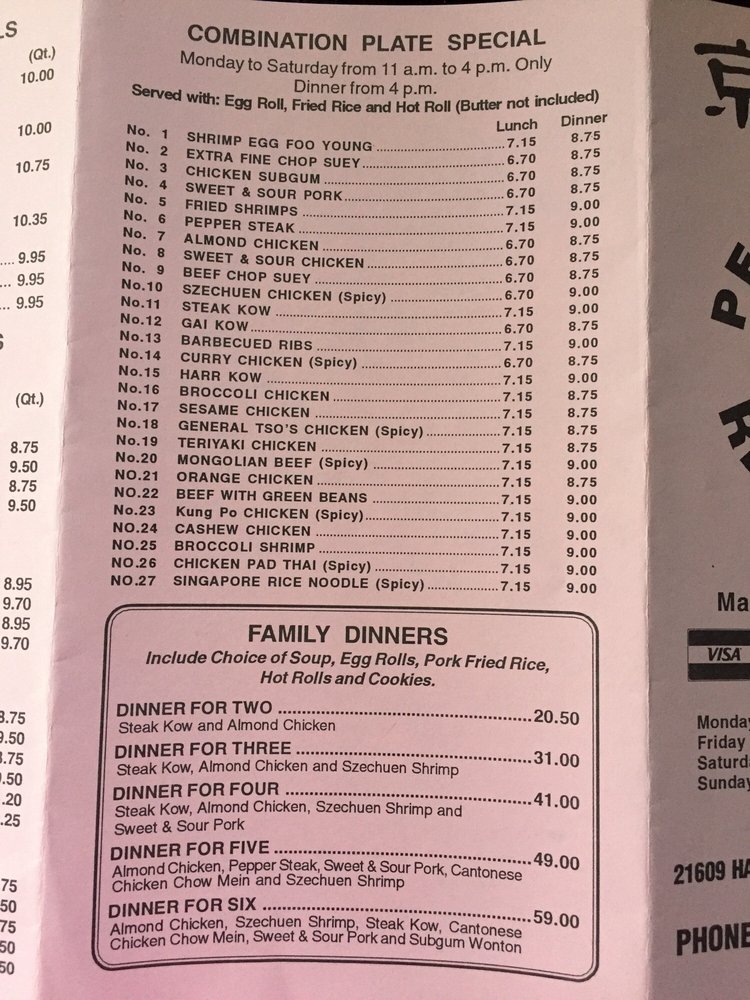 LS
(Qt.)
10.00
10.00
10.75
10.35
.... 9.95
... 9.95
... 9.95
S
(Qt.)
8.75
9.50
8.75
9.50
8.95
9.70
8.95
9.70
8.75
9.50
8.75
.50
.20
.25
75
50
75
50
50
COMBINATION PLATE SPECIAL
Monday to Saturday from 11 a.m. to 4 p.m. Only
Dinner from 4 p.m.
Served with: Egg Roll, Fried Rice and Hot Roll (Butter not included)
Lunch Dinner
No. 1 SHRIMP EGG FOO YOUNG 7.15 8.75
No. 2 EXTRA FINE CHOP SUEY 6.70 8.75
No. 3 CHICKEN SUBGUM 6.70 8.75
No. 4 SWEET & SOUR PORK 6.70 8.75
No. 5 FRIED SHRIMPS 7.15 9.00
No. 6 PEPPER STEAK 7.15 9.00
No. 7 ALMOND CHICKEN 6.70 8.75
No. 8 SWEET & SOUR CHICKEN 6.70 8.75
No. 9 BEEF CHOP SUEY 6.70 8.75
No.10 SZECHUEN CHICKEN (Spicy) 6.70 9.00
No.11 STEAK KOW 7.15 9.00
No.12 GAI KOW 6.70 8.75
No.13 BARBECUED RIBS 7.15 9.00
No.14 CURRY CHICKEN (Spicy) 6.70 8.75
No.15 HARR KOW 7.15 9.00
No.16 BROCCOLI CHICKEN 7.15 8.75
No.17 SESAME CHICKEN 7.15 8.75
No.18 GENERAL TSO'S CHICKEN (Spicy) 7.15 8.75
No.19 TERIYAKI CHICKEN 7.15 8.75
No.20 MONGOLIAN BEEF (Spicy) 7.15 9.00
NO.21 ORANGE CHICKEN 7.15 8.75
NO.22 BEEF WITH GREEN BEANS 7.15 9.00
No.23 Kung Po CHICKEN (Spicy) 7.15 9.00
NO.24 CASHEW CHICKEN 7.15 9.00
NO.25 BROCCOLI SHRIMP 7.15 9.00
NO.26 CHICKEN PAD THAI (Spicy) 7.15 9.00
NO.27 SINGAPORE RICE NOODLE (Spicy) 7.15 9.00
FAMILY DINNERS
Include Choice of Soup, Egg Rolls, Pork Fried Rice,
Hot Rolls and Cookies.
DINNER FOR TWO 20.50
Steak Kow and Almond Chicken
DINNER FOR THREE 31.00
Steak Kow, Almond Chicken and Szechuen Shrimp
DINNER FOR FOUR 41.00
Steak Kow, Almond Chicken, Szechuen Shrimp and
Sweet & Sour Pork
DINNER FOR FIVE 49.00
Almond Chicken, Pepper Steak, Sweet & Sour Pork, Cantonese
Chicken Chow Mein and Szechuen Shrimp
DINNER FOR SIX 59.00
Almond Chicken, Szechuen Shrimp, Steak Kow, Cantonese
Chicken Chow Mein, Sweet & Sour Pork and Subgum Wonton
PE
Ma
VISA
Monday
Friday
Saturd
Sunday
21609 HA
PHONE